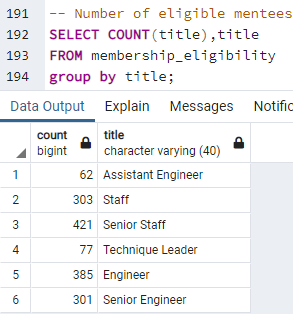 191 -- Number of eligible mentees
192 SELECT COUNT(title),title
193 FROM membership_eligibility
194 group by title;
Data Output Explain Messages Notific
count title
bigint character varying (40)
1 62 Assistant Engineer
2 303 Staff
3 421 Senior Staff
4 77 Technique Leader
5 385 Engineer
6 301 Senior Engineer